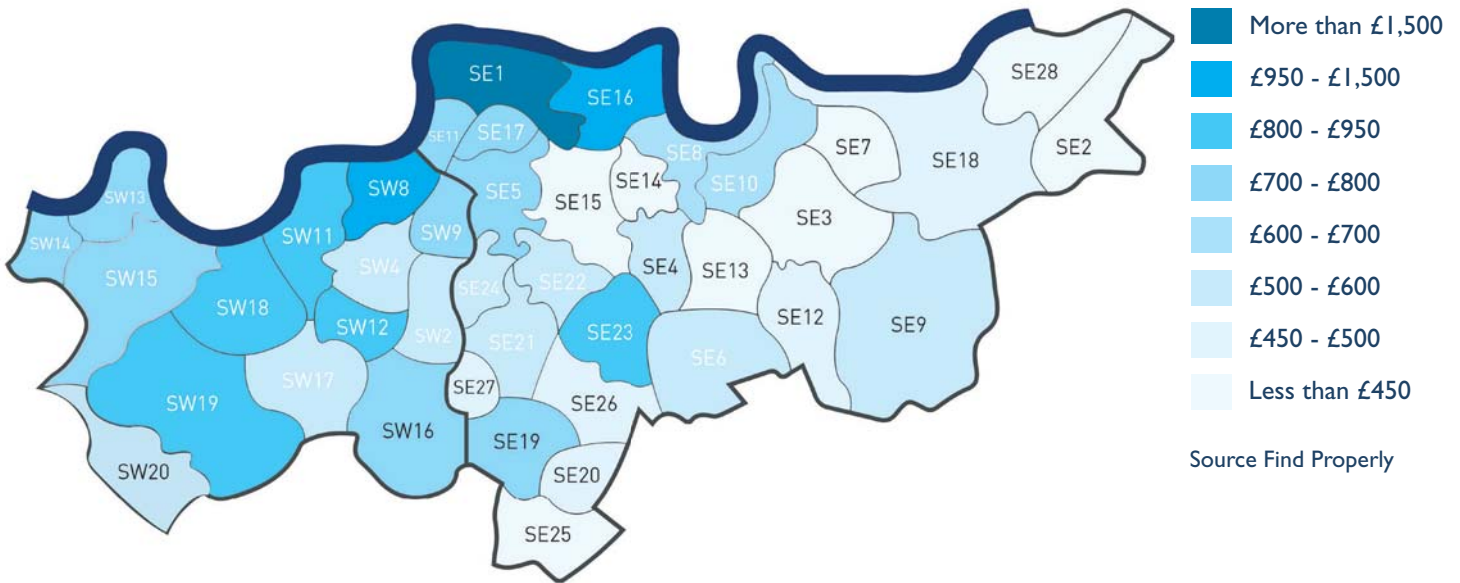 More than £1,500
£950 - £1,500
£800 - £950
£700 - £800
£600 - £700
£500 - £600
£450 - £500
Less than £450
Source Find Properly
SE1
SE16
SE28
SE11
SE17
SE8
SE7
SE18
SE2
SW13
SW8
SE5
SE15
SE14
SE10
SW14
SW11
SW9
SE3
SW15
SW4
SE4
SE13
SW18
SW12
SW2
SE24
SE22
SE23
SE12
SE9
SE21
SE6
SW17
SE27
SW19
SE26
SW16
SE19
SW20
SE20
SE25